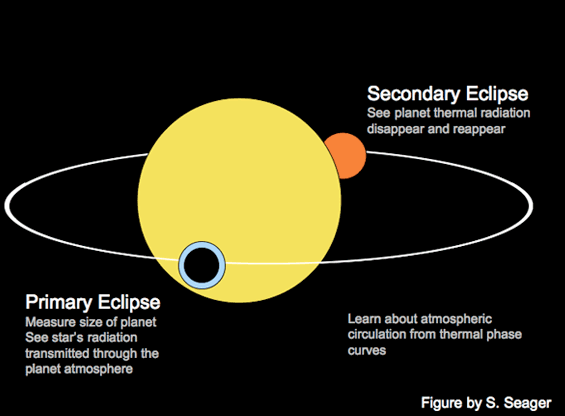 Secondary Eclipse
See planet thermal radiation
disappear and reappear
Primary Eclipse
Measure size of planet
See star's radiation
transmitted through the
planet atmosphere
Learn about atmospheric
circulation from thermal phase
curves
Figure by S. Seager